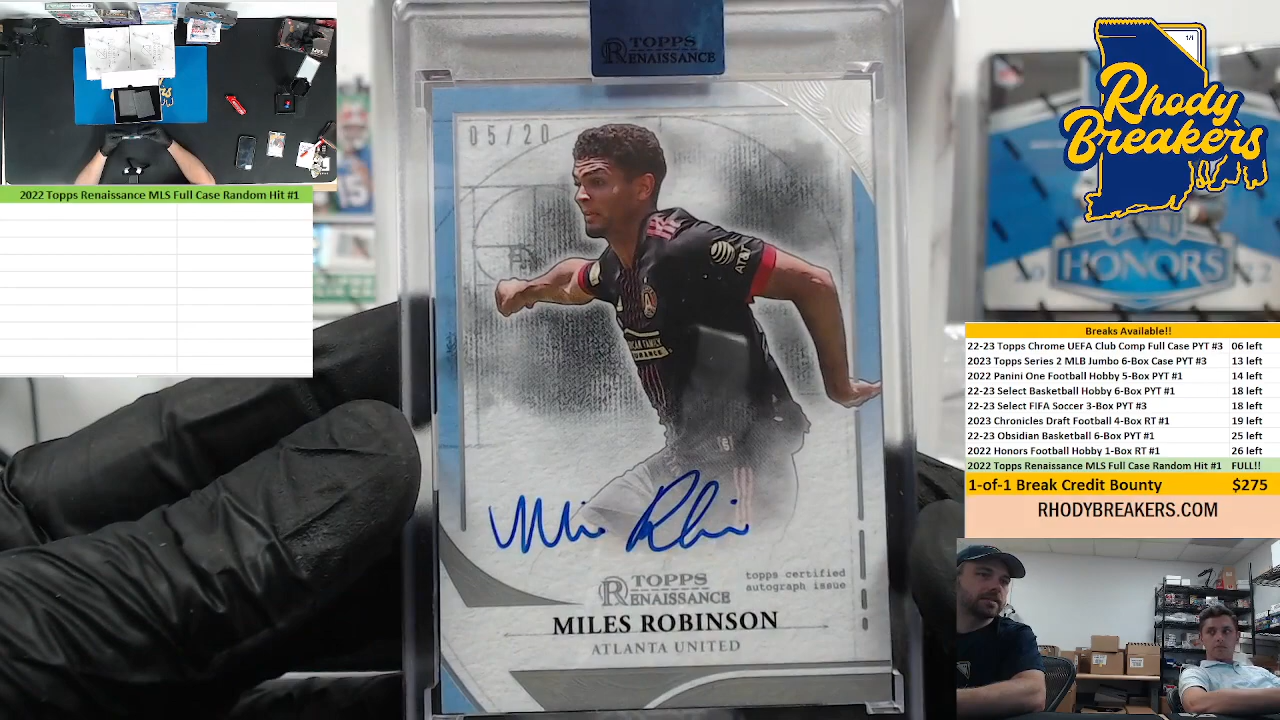 TOPPS
RENAISSANCE
05/20
AT&T
TOPPS
RENAISSANCE
topps certified
autograph issue
MILES ROBINSON
ATLANTA UNITED
2022 Topps Renaissance MLS Full Case Random Hit #1
1/1
Rhody
Breakers
HONORS
Breaks Available!!
22-23 Topps Chrome UEFA Club Comp Full Case PYT #3 06 left
2023 Topps Series 2 MLB Jumbo 6-Box Case PYT #3 13 left
2022 Panini One Football Hobby 5-Box PYT #1 14 left
22-23 Select Basketball Hobby 6-Box PYT #1 18 left
22-23 Select FIFA Soccer 3-Box PYT #3 18 left
2023 Chronicles Draft Football 4-Box RT #1 19 left
22-23 Obsidian Basketball 6-Box PYT #1 25 left
2022 Honors Football Hobby 1-Box RT #1 26 left
2022 Topps Renaissance MLS Full Case Random Hit #1 FULL!!
1-of-1 Break Credit Bounty $275
RHODYBREAKERS.COM